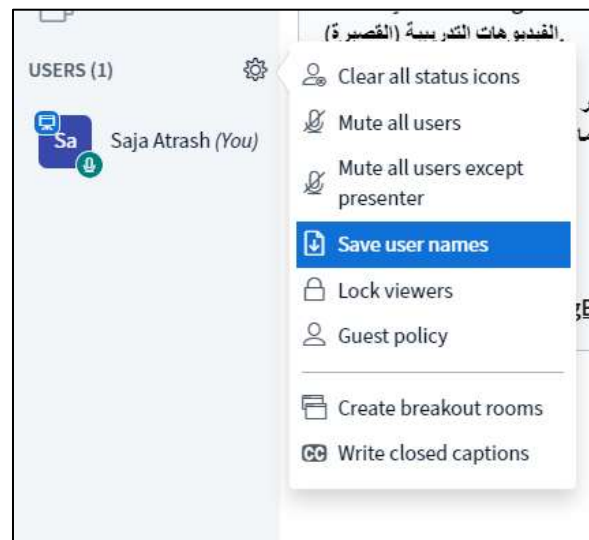 الفيديوهات التدريبية (القصيرة)
USERS (1)
Sa
Saja Atrash (You)
Clear all status icons
Mute all users
Mute all users except
presenter
Save user names
Lock viewers
Guest policy
Create breakout rooms
CC Write closed captions